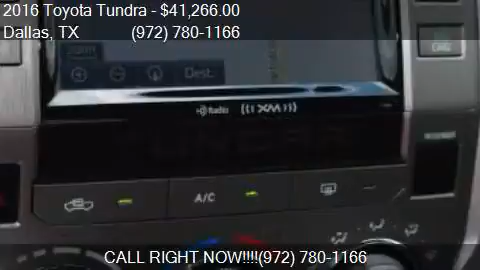 2016 Toyota Tundra - $41,266.00
Dallas, TX (972) 780-1166
Dest.
HD Radio ((XM))
A/C
CALL RIGHT NOW!!!!(972) 780-1166